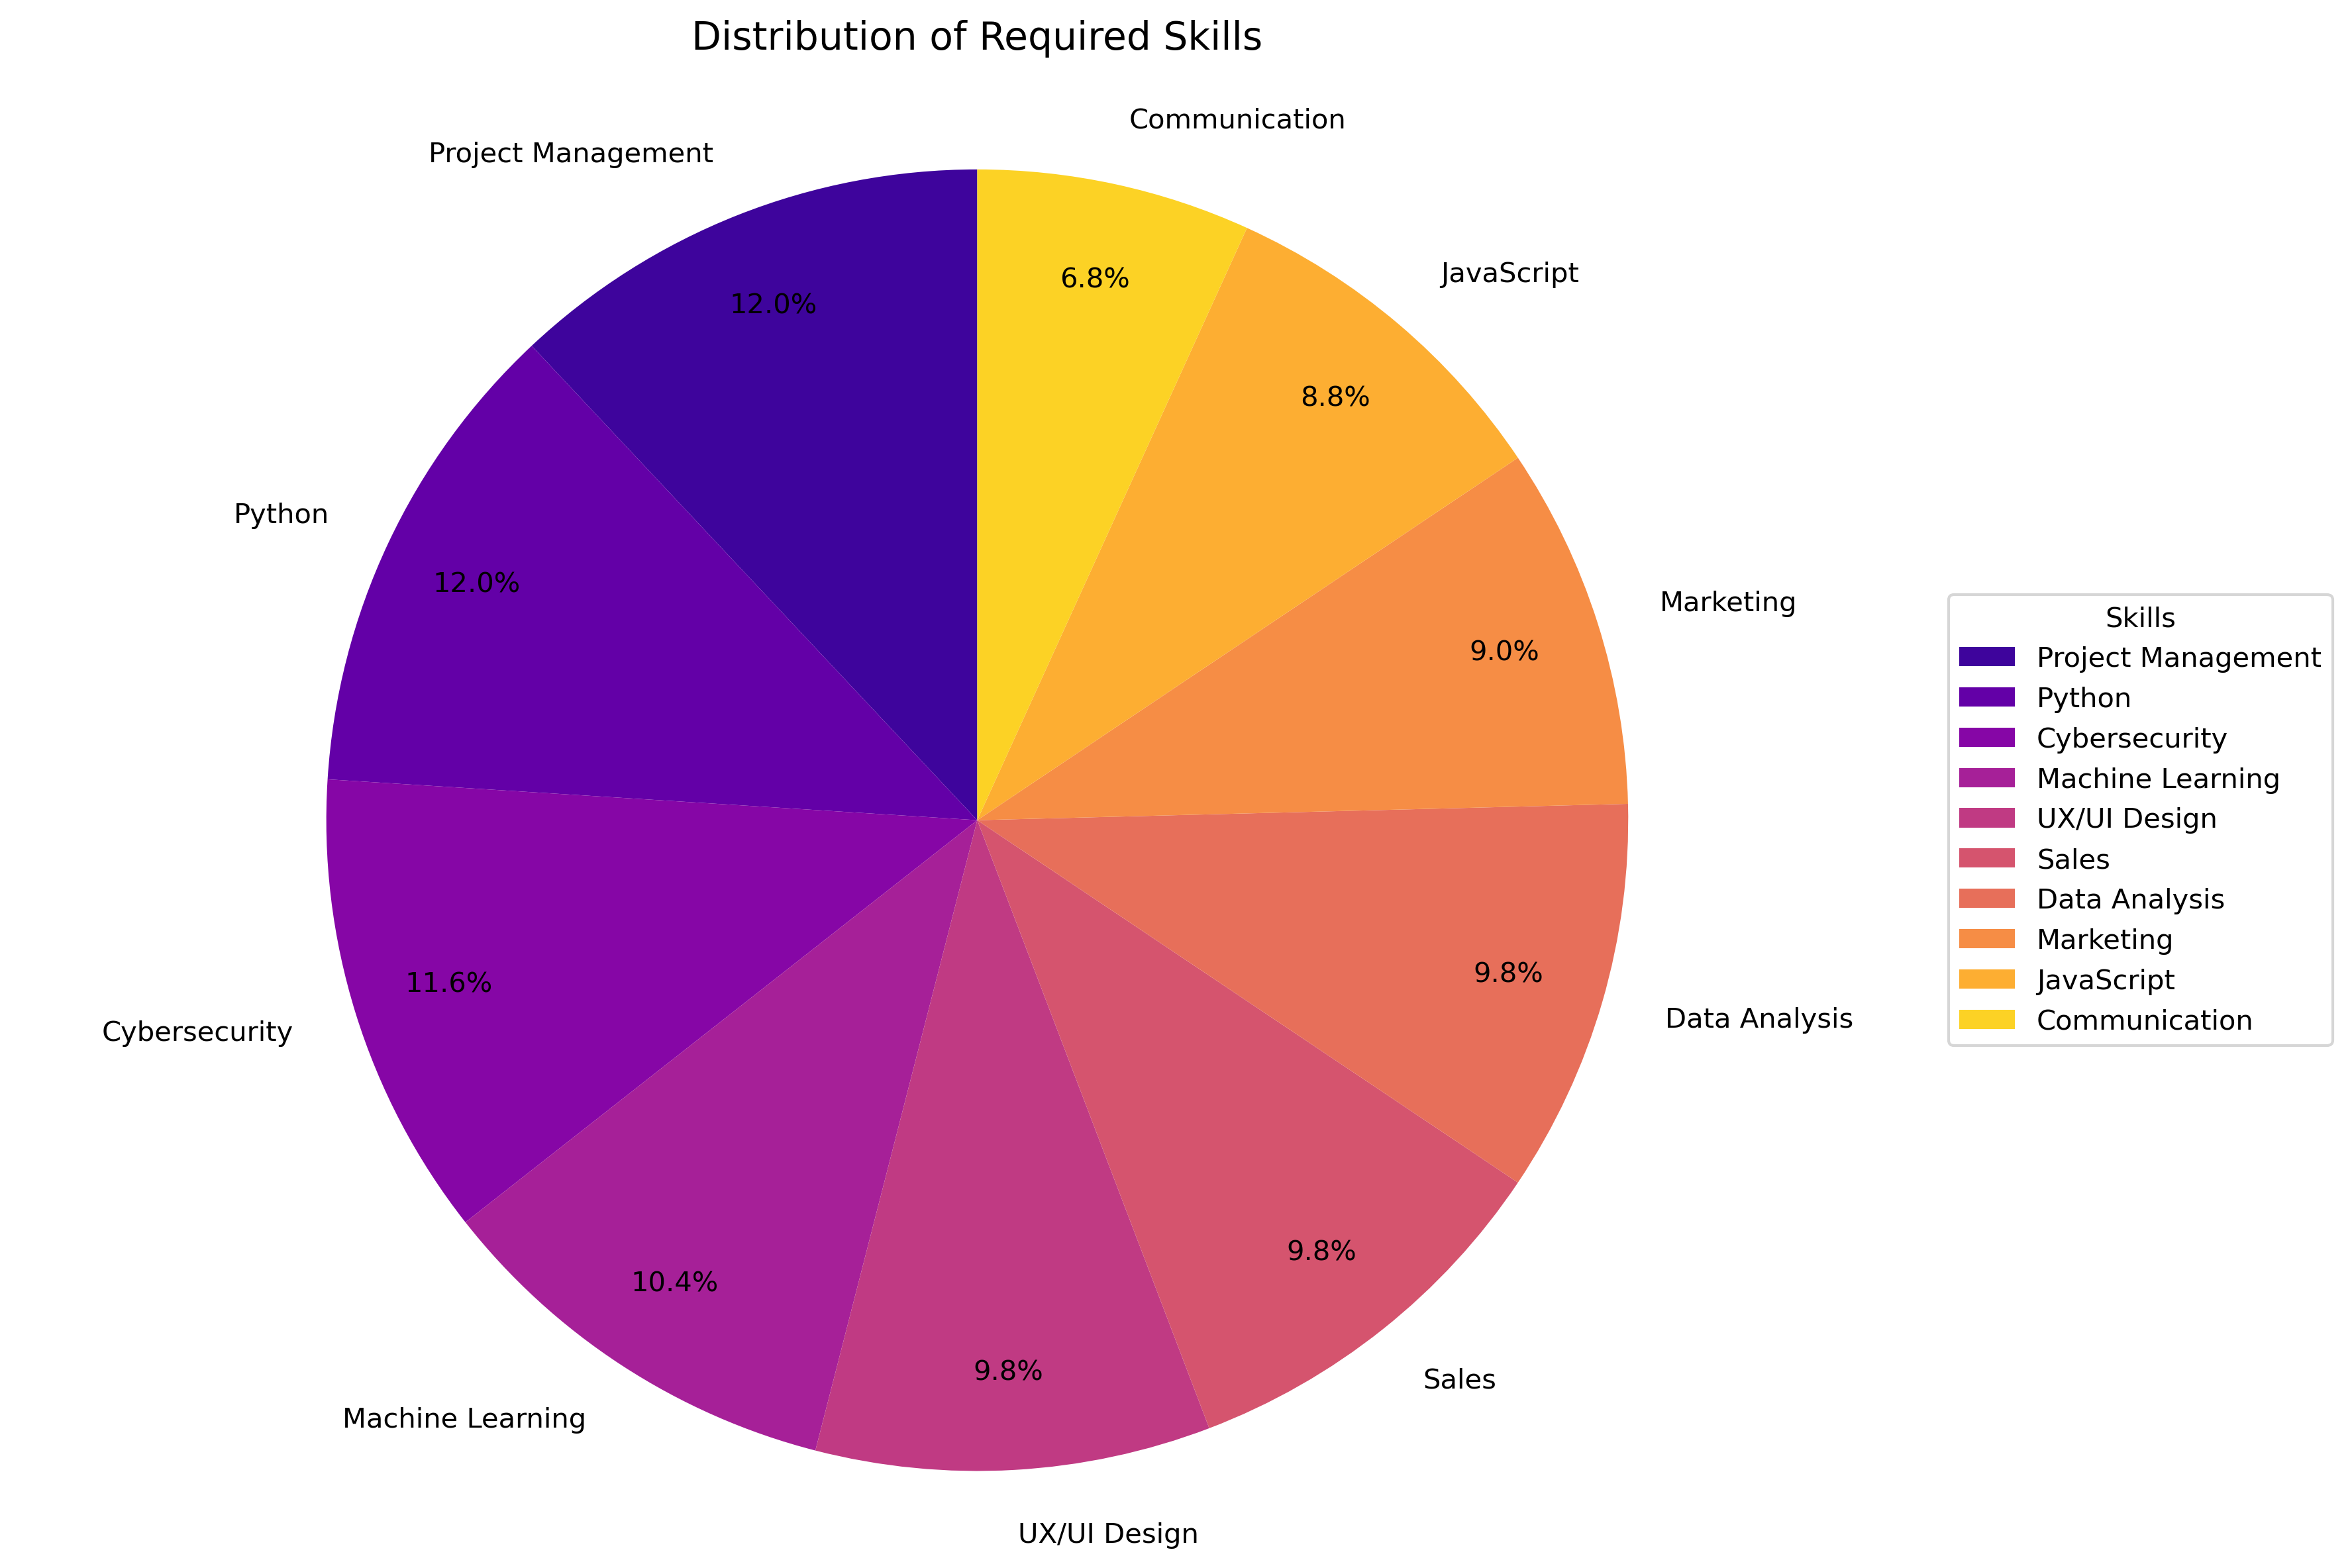 Distribution of Required Skills
Communication
Project Management
JavaScript
6.8%
12.0%
8.8%
Python
12.0%
Marketing
9.0%
Cybersecurity
11.6%
Data Analysis
9.8%
Machine Learning
10.4%
UX/UI Design
9.8%
Sales
9.8%
Skills
Project Management
Python
Cybersecurity
Machine Learning
UX/UI Design
Sales
Data Analysis
Marketing
JavaScript
Communication